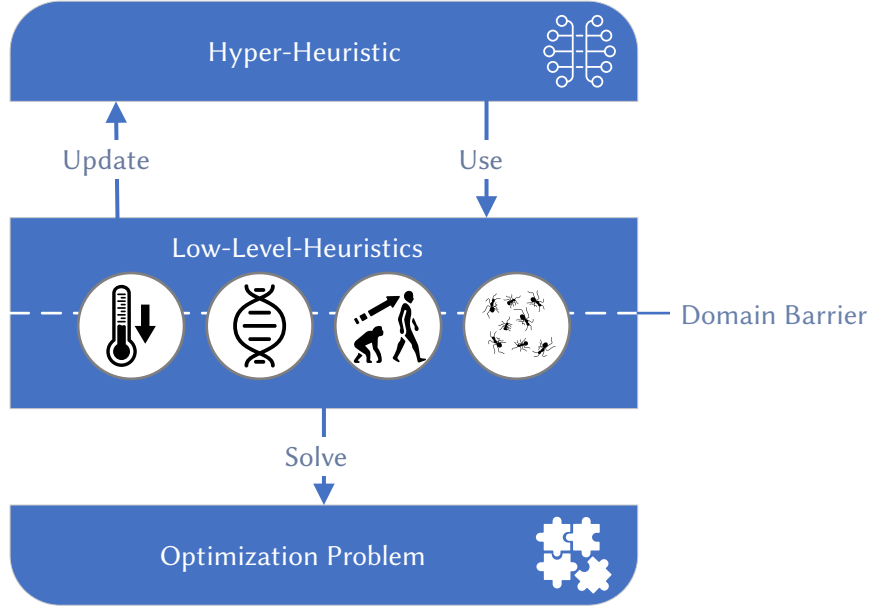 Hyper-Heuristic
Update
Use
Low-Level-Heuristics
Domain Barrier
Solve
Optimization Problem